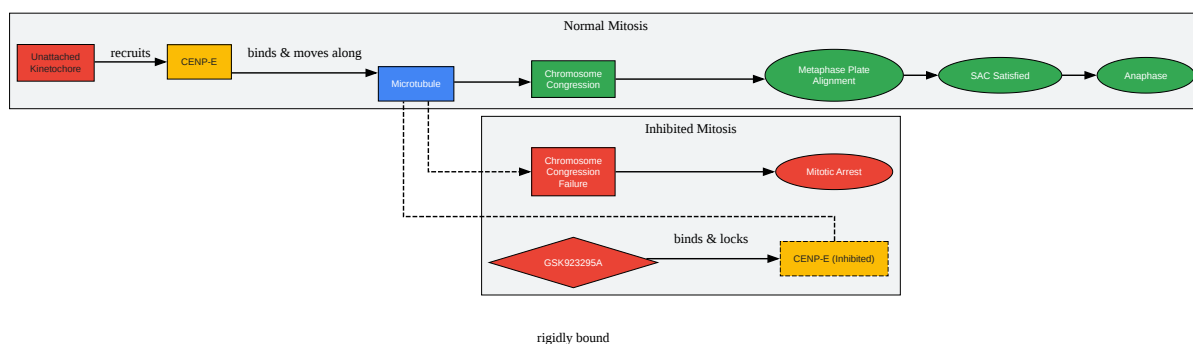 Normal Mitosis
Unattached
Kinetochore
recruits
CENP-E
binds & moves along
Microtubule
Chromosome
Congression
Metaphase Plate
Alignment
SAC Satisfied
Anaphase
Inhibited Mitosis
Chromosome
Congression
Failure
Mitotic Arrest
GSK923295A
binds & locks
CENP-E (Inhibited)
rigidly bound